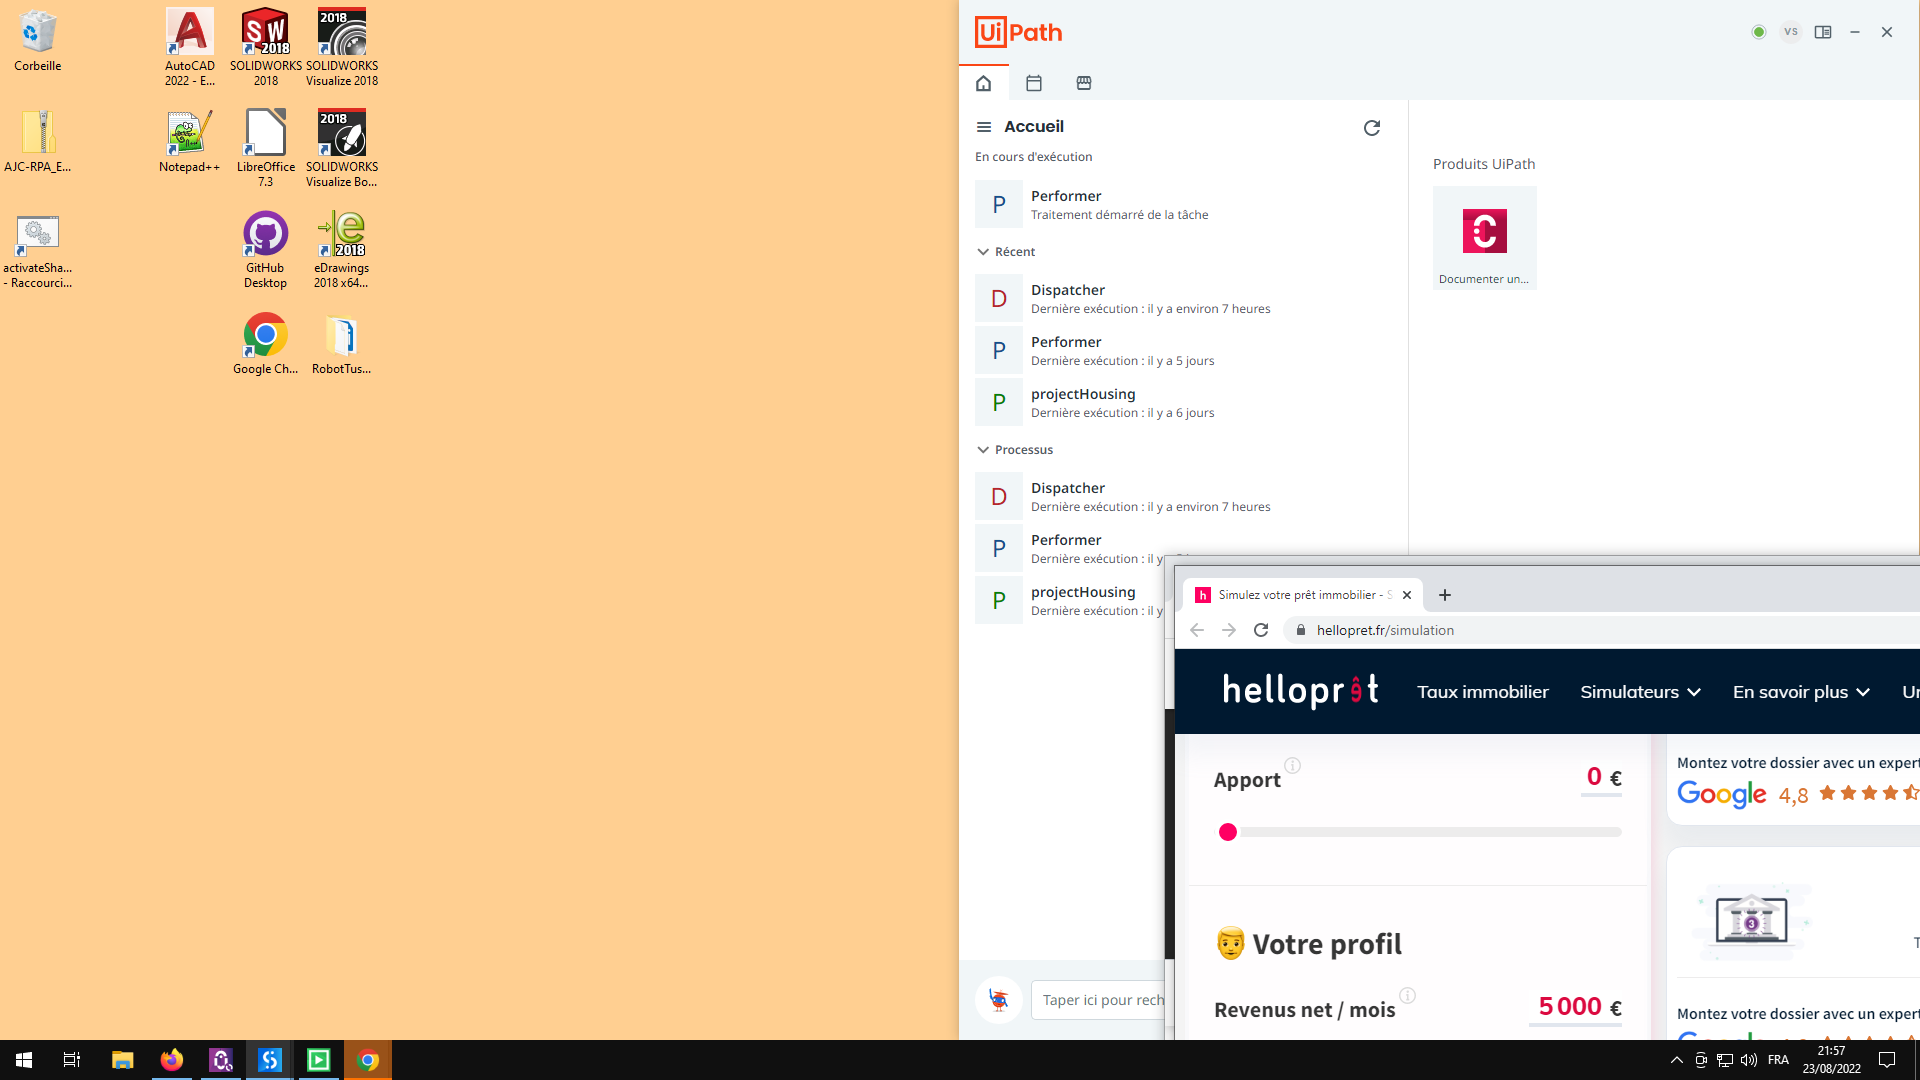 Corbeille
AutoCAD
2022 - E...
SOLIDWORKS
2018
SOLIDWORKS
Visualize 2018
AJC-RPA_E...
Notepad++
LibreOffice
7.3
SOLIDWORKS
Visualize Bo...
activateSha...
- Raccourci...
GitHub
Desktop
eDrawings
2018 x64...
Google Ch...
RobotTus...
UiPath
VS
Accueil
En cours d'exécution
P
Performer
Traitement démarré de la tâche
Récent
D
Dispatcher
Dernière exécution : il y a environ 7 heures
P
Performer
Dernière exécution : il y a 5 jours
P
projectHousing
Dernière exécution : il y a 6 jours
Processus
D
Dispatcher
Dernière exécution : il y a environ 7 heures
P
Performer
Dernière exécution : il y
P
projectHousing
Dernière exécution : il y
Taper ici pour rech
Produits UiPath
Documenter un...
Simulez votre prêt immobilier - S
hellopret.fr/simulation
helloprêt
Taux immobilier
Simulateurs
En savoir plus
Un
Apport
0 €
Votre profil
Revenus net / mois
5 000 €
Montez votre dossier avec un expert
Google 4,8
3
T
Montez votre dossier avec un expert
FRA
21:57
23/08/2022